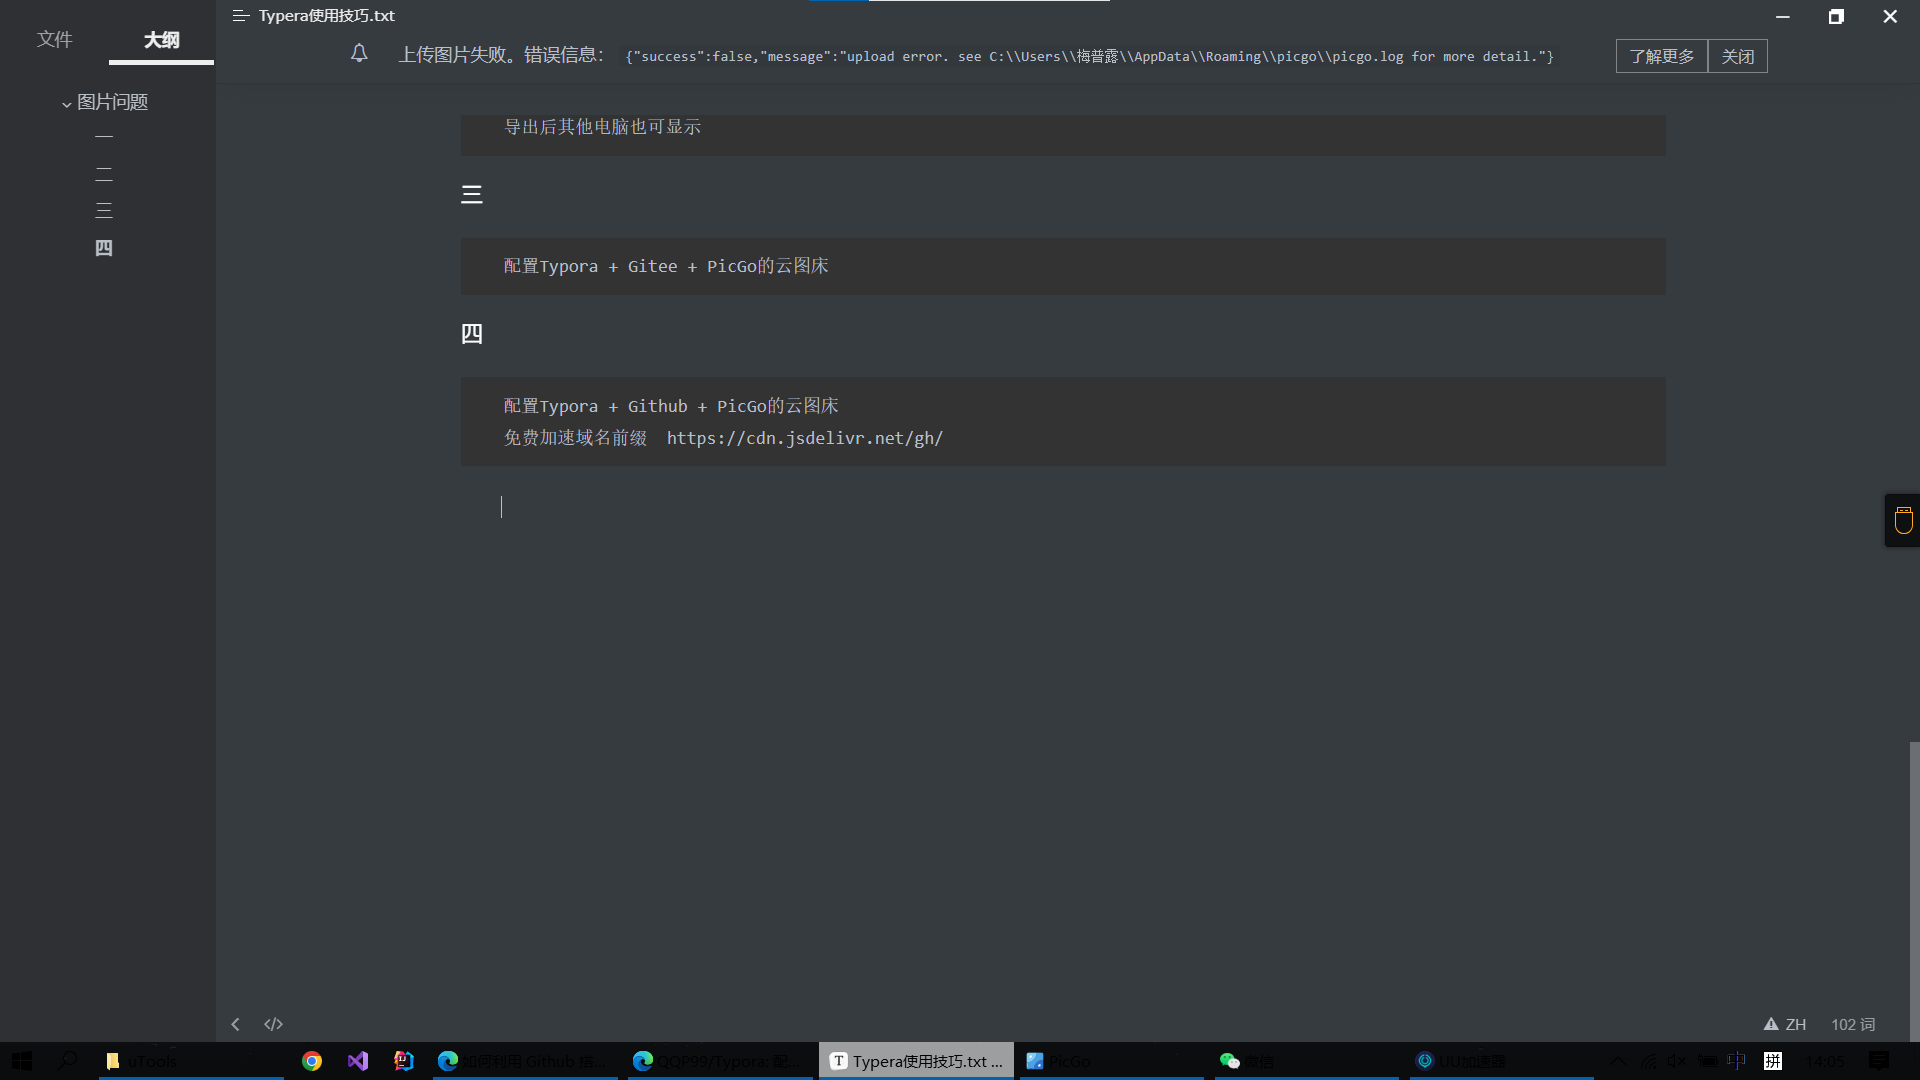 Typera使用技巧.txt
文件 大纲
上传图片失败。错误信息： {"success":false,"message":"upload error. see C:\\Users\\梅普露\\AppData\\Roaming\\picgo\\picgo.log for more detail."} 了解更多 关闭
图片问题
一
二
三
四
导出后其他电脑也可显示
三
配置Typora + Gitee + PicGo的云图床
四
配置Typora + Github + PicGo的云图床
免费加速域名前缀 https://cdn.jsdelivr.net/gh/
ZH 102 词
uTools 如何利用 Github 搭... QQP99/Typora: 配... Typera使用技巧.txt ... PicGo 微信 UU加速器 中 拼 14:05